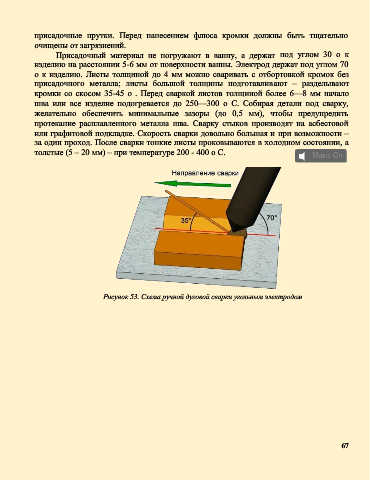 присадочные прутки. Перед нанесением флюса кромки должны быть тщательно
очищены от загрязнений.
Присадочный материал не погружают в ванну, а держат под углом 30 о к
изделию на расстоянии 5-6 мм от поверхности ванны. Электрод держат под углом 70
о к изделию. Листы толщиной до 4 мм можно сваривать с отбортовкой кромок без
присадочного металла; листы большой толщины подготавливают – разделывают
кромки со скосом 35-45 о . Перед сваркой листов толщиной более 6—8 мм начало
шва или все изделие подогревается до 250—300 о С. Собирая детали под сварку,
желательно обеспечить минимальные зазоры (до 0,5 мм), чтобы предупредить
протекание расплавленного металла шва. Сварку стыков производят на асбестовой
или графитовой подкладке. Скорость сварки довольно большая и при возможности –
за один проход. После сварки тонкие листы проковываются в холодном состоянии, а
толстые (5 – 20 мм) – при температуре 200 - 400 о С.
Направление сварки
35°
70°
Рисунок 53. Схема ручной дуговой сварки угольным электродом
67